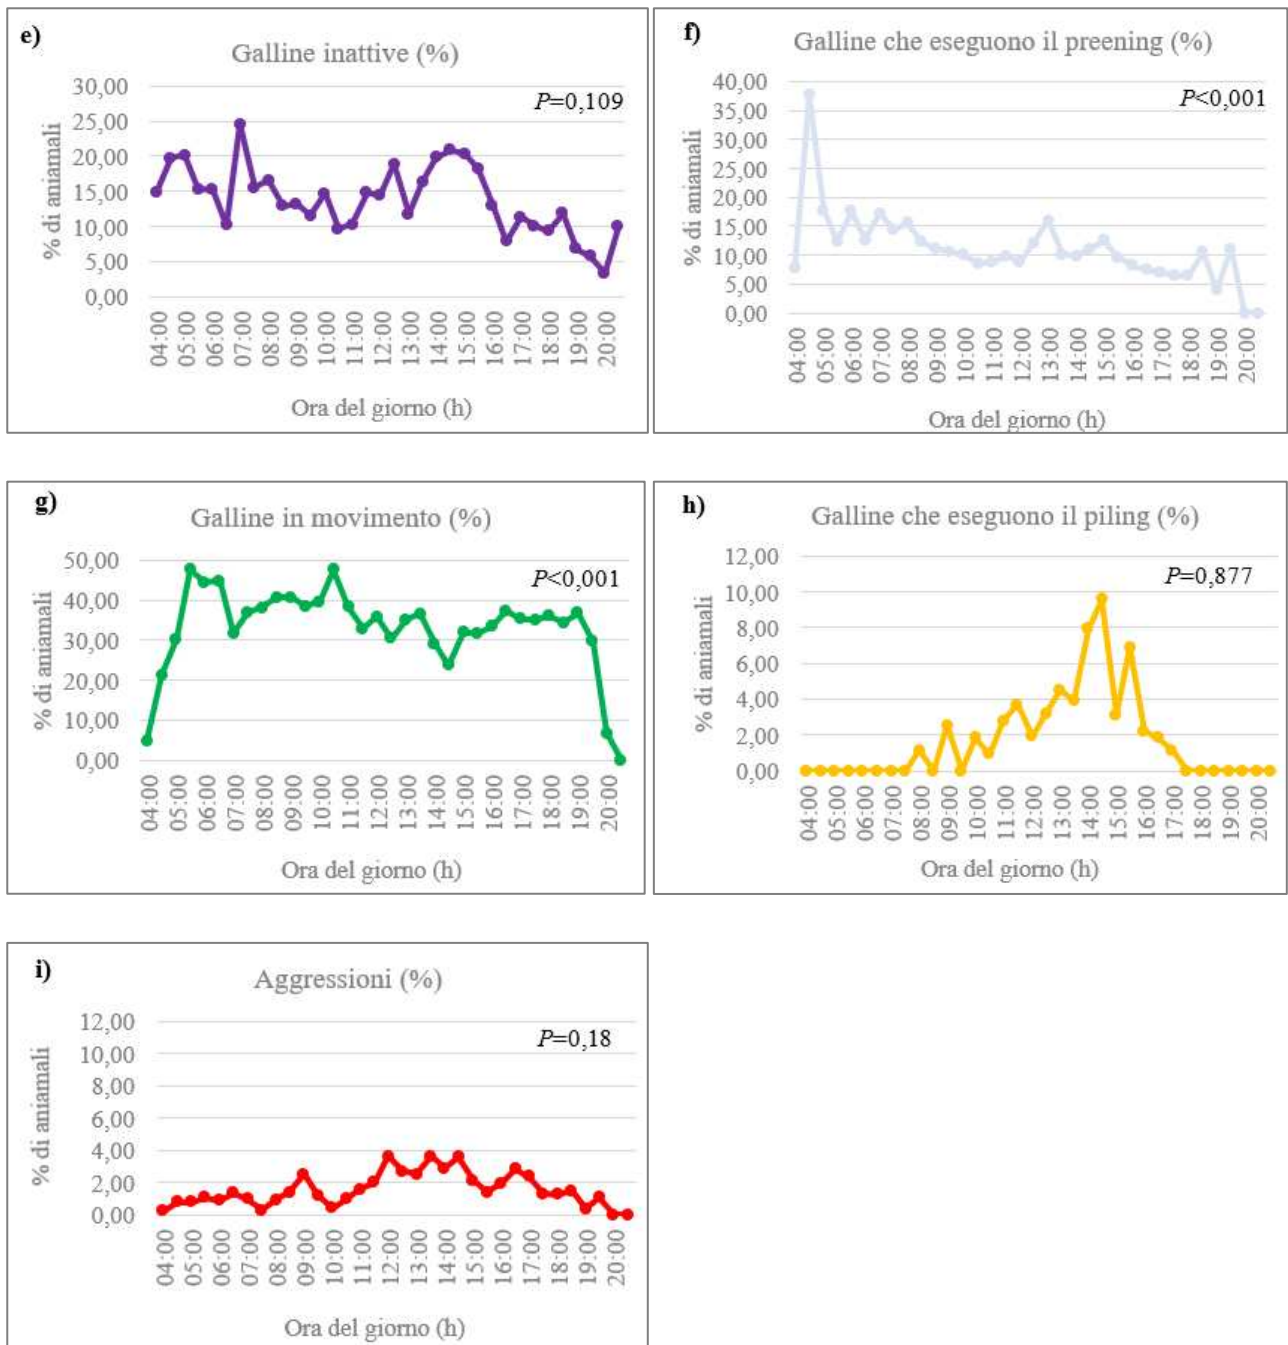 e)
Galline inattive (%)
P=0,109
30,00
25,00
20,00
15,00
10,00
5,00
0,00
% di aniamali
04:00 05:00 06:00 07:00 08:00 09:00 10:00 11:00 12:00 13:00 14:00 15:00 16:00 17:00 18:00 19:00 20:00
Ora del giorno (h)
f)
Galline che eseguono il preening (%)
P<0,001
40,00
35,00
30,00
25,00
20,00
15,00
10,00
5,00
0,00
% di aniamali
04:00 05:00 06:00 07:00 08:00 09:00 10:00 11:00 12:00 13:00 14:00 15:00 16:00 17:00 18:00 19:00 20:00
Ora del giorno (h)
g)
Galline in movimento (%)
P<0,001
50,00
40,00
30,00
20,00
10,00
0,00
% di aniamali
04:00 05:00 06:00 07:00 08:00 09:00 10:00 11:00 12:00 13:00 14:00 15:00 16:00 17:00 18:00 19:00 20:00
Ora del giorno (h)
h)
Galline che eseguono il piling (%)
P=0,877
12,00
10,00
8,00
6,00
4,00
2,00
0,00
% di aniamali
04:00 05:00 06:00 07:00 08:00 09:00 10:00 11:00 12:00 13:00 14:00 15:00 16:00 17:00 18:00 19:00 20:00
Ora del giorno (h)
i)
Aggressioni (%)
P=0,18
12,00
10,00
8,00
6,00
4,00
2,00
0,00
% di aniamali
04:00 05:00 06:00 07:00 08:00 09:00 10:00 11:00 12:00 13:00 14:00 15:00 16:00 17:00 18:00 19:00 20:00
Ora del giorno (h)